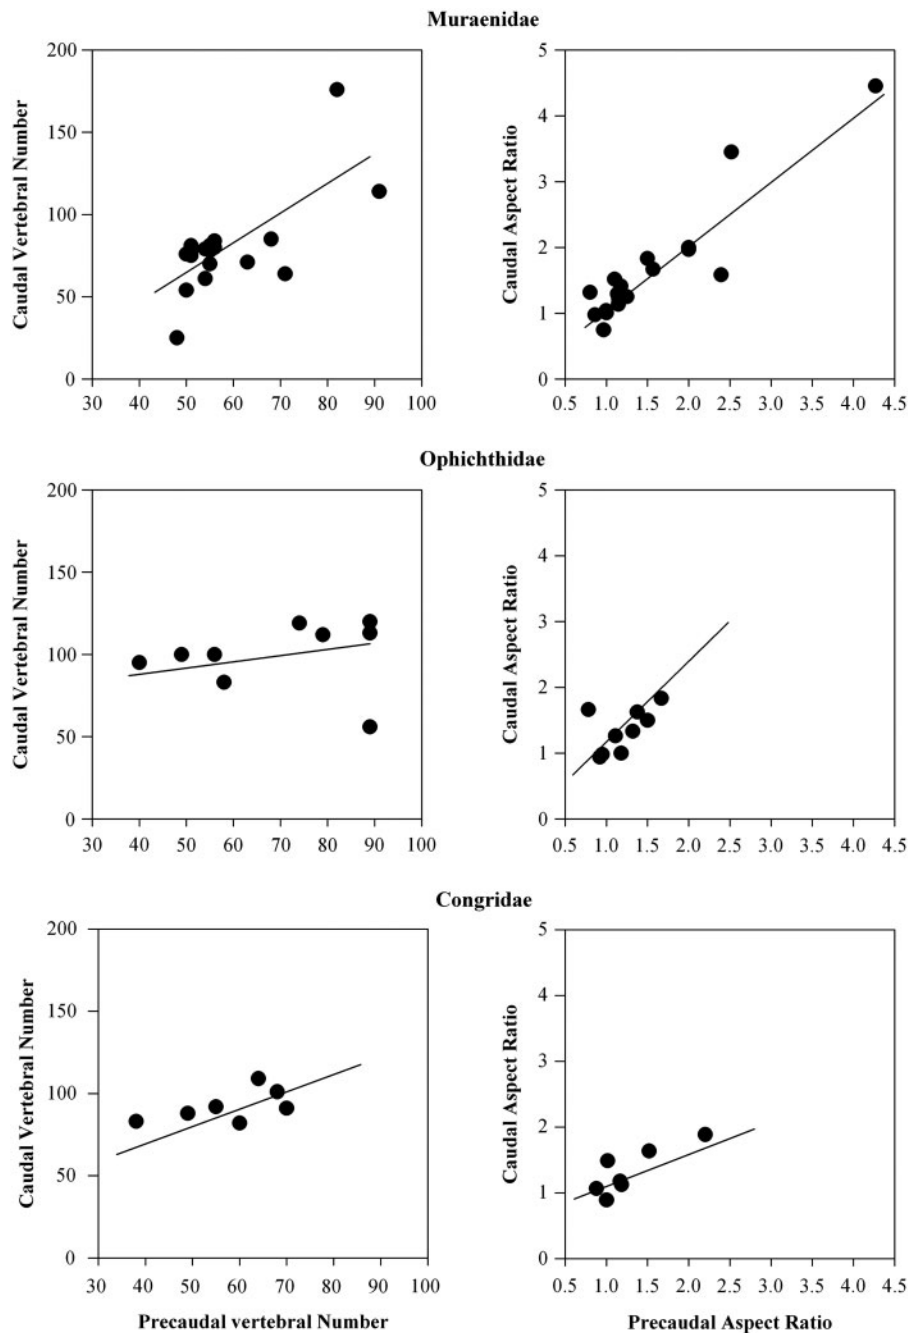 Muraenidae
Caudal Vertebral Number
200
150
100
50
0
30 40 50 60 70 80 90 100
Caudal Aspect Ratio
5
4
3
2
1
0
0.5 1.0 1.5 2.0 2.5 3.0 3.5 4.0 4.5
Ophichthidae
Caudal Vertebral Number
200
150
100
50
0
30 40 50 60 70 80 90 100
Caudal Aspect Ratio
5
4
3
2
1
0
0.5 1.0 1.5 2.0 2.5 3.0 3.5 4.0 4.5
Congridae
Caudal Vertebral Number
200
150
100
50
0
30 40 50 60 70 80 90 100
Precaudal vertebral Number
Caudal Aspect Ratio
5
4
3
2
1
0
0.5 1.0 1.5 2.0 2.5 3.0 3.5 4.0 4.5
Precaudal Aspect Ratio